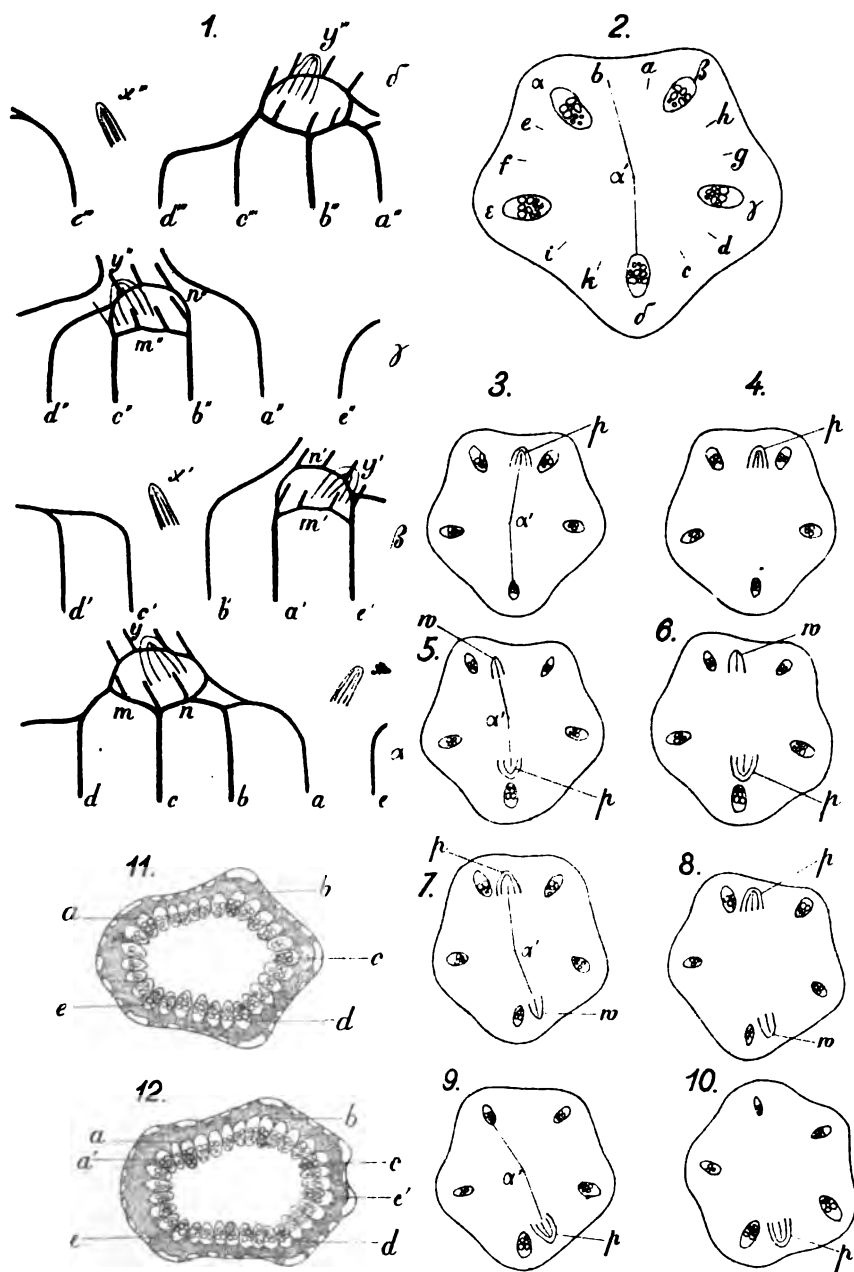 1.
y'''
δ
x''
e'''
d'''
c'''
b'''
a'''
2.
b
a
β
α
e
h
f
g
α'
ε
γ
i
d
k
c
δ
y''
n''
m''
γ
d''
c''
b''
a''
e''
3.
p
α'
4.
p
x'
n'
y'
m'
β
d'
c'
b'
a'
e'
w
5.
α'
p
6.
w
p
y
m
n
α
d
c
b
a
e
11.
a
b
c
e
d
p
7.
α'
w
8.
p
w
12.
a
b
a'
c
e'
e
d
9.
α'
p
10.
p